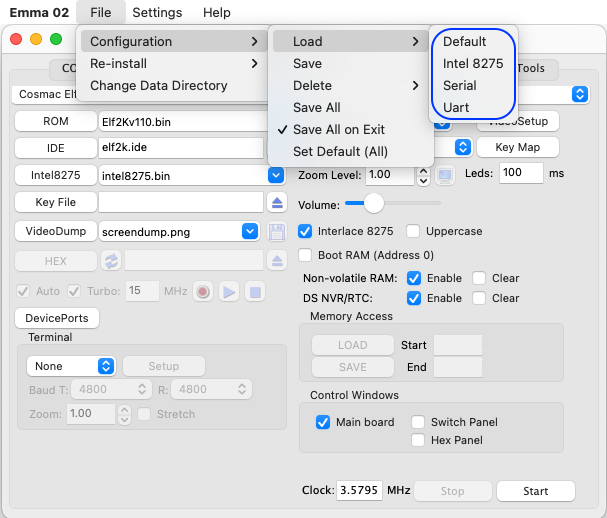 Emma 02 File Settings Help
Configuration
Re-install
Change Data Directory
Load
Save
Delete
Save All
Save All on Exit
Set Default (All)
Default
Intel 8275
Serial
Uart
CO
Tools
Cosmac Elf
ROM Elf2Kv110.bin
IDE elf2k.ide
Intel8275 intel8275.bin
Key File
VideoDump screendump.png
HEX
Auto Turbo: 15 MHz
DevicePorts
Terminal
None Setup
Baud T: 4800 R: 4800
Zoom: 1.00 Stretch
VideoSetup
Key Map
Zoom Level: 1.00 Leds: 100 ms
Volume:
Interlace 8275 Uppercase
Boot RAM (Address 0)
Non-volatile RAM: Enable Clear
DS NVR/RTC: Enable Clear
Memory Access
LOAD Start
SAVE End
Control Windows
Main board Switch Panel
Hex Panel
Clock: 3.5795 MHz Stop Start